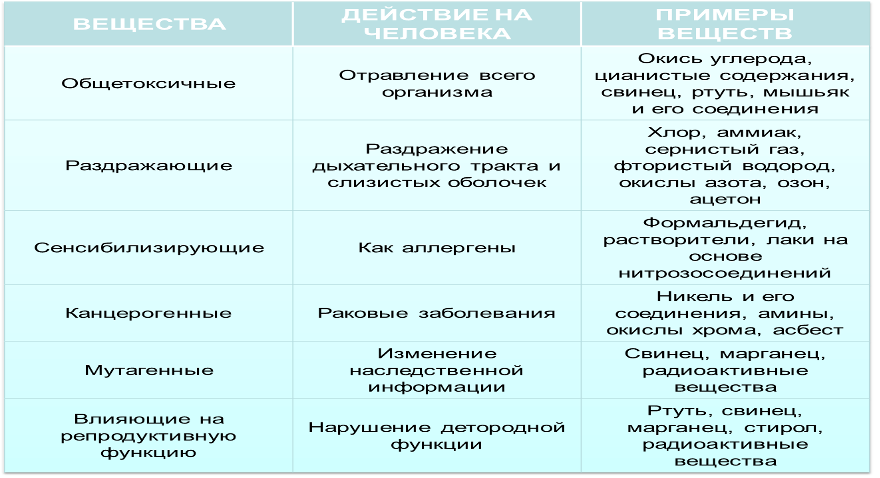 ВЕЩЕСТВА
ДЕЙСТВИЕ НА
ЧЕЛОВЕКА
ПРИМЕРЫ
ВЕЩЕСТВ
Общетоксичные
Отравление всего
организма
Окись углерода,
цианистые содержания,
свинец, ртуть, мышьяк
и его соединения
Раздражающие
Раздражение
дыхательного тракта и
слизистых оболочек
Хлор, аммиак,
сернистый газ,
фтористый водород,
окислы азота, озон,
ацетон
Сенсибилизирующие
Как аллергены
Формальдегид,
растворители, лаки на
основе
нитрозосоединений
Канцерогенные
Раковые заболевания
Никель и его
соединения, амины,
окислы хрома, асбест
Мутагенные
Изменение
наследственной
информации
Свинец, марганец,
радиоактивные
вещества
Влияющие на
репродуктивную
функцию
Нарушение детородной
функции
Ртуть, свинец,
марганец, стирол,
радиоактивные
вещества